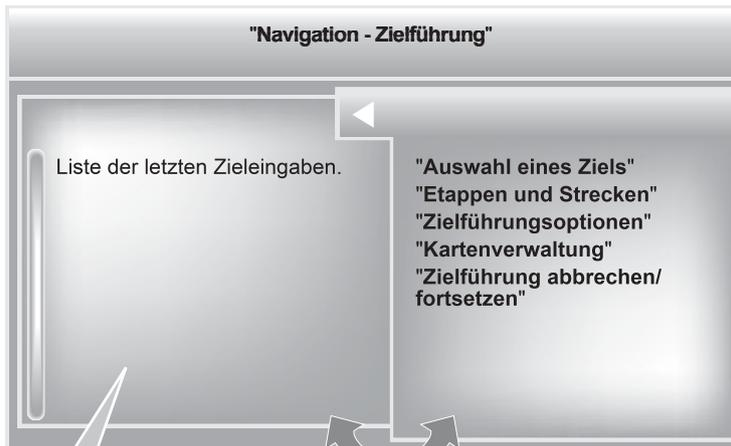 "Navigation - Zielführung"
Liste der letzten Zieleingaben.
"Auswahl eines Ziels"
"Etappen und Strecken"
"Zielführungsoptionen"
"Kartenverwaltung"
"Zielführung abbrechen/
fortsetzen"